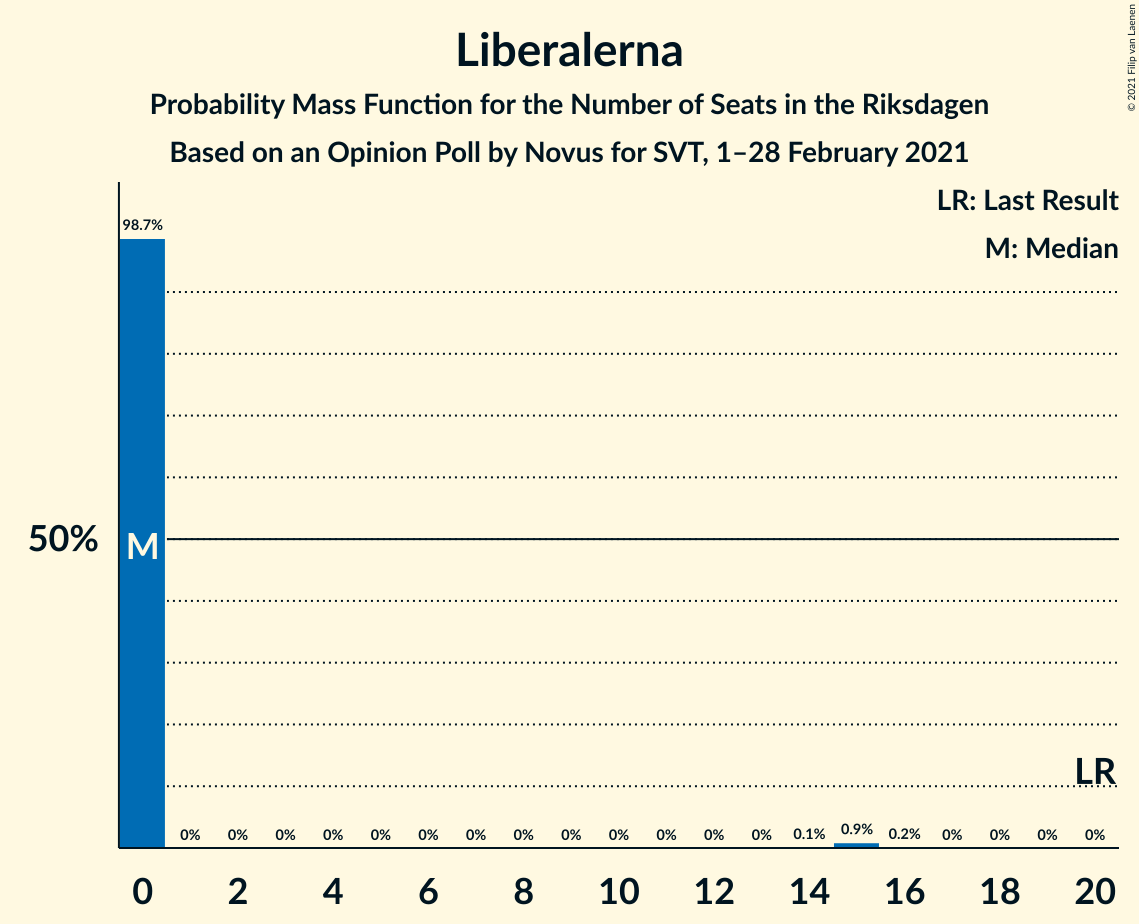 Liberalerna
Probability Mass Function for the Number of Seats in the Riksdagen
Based on an Opinion Poll by Novus for SVT, 1–28 February 2021
© 2021 Filip van Laenen
LR: Last Result
M: Median
98.7%
50%
M
LR
0% 0% 0% 0% 0% 0% 0% 0% 0% 0% 0% 0% 0% 0.1% 0.9% 0.2% 0% 0% 0% 0%
0 2 4 6 8 10 12 14 16 18 20